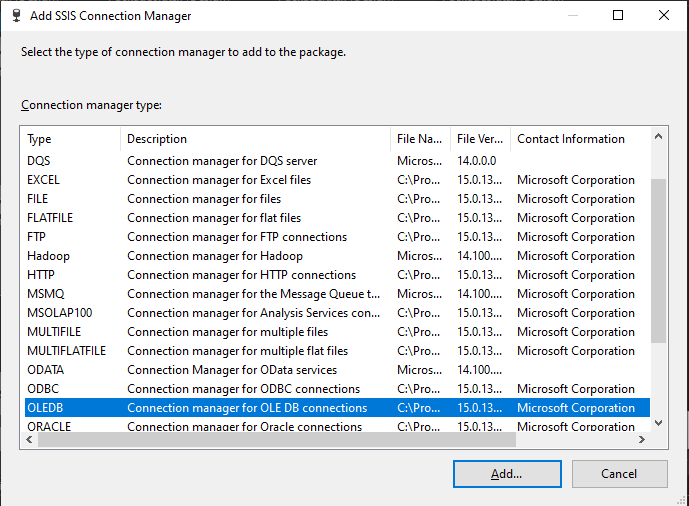 Add SSIS Connection Manager
Select the type of connection manager to add to the package.
Connection manager type:
Type Description File Na... File Ver... Contact Information
DQS Connection manager for DQS server Micros... 14.0.0.0
EXCEL Connection manager for Excel files C:\Pro... 15.0.13... Microsoft Corporation
FILE Connection manager for files C:\Pro... 15.0.13... Microsoft Corporation
FLATFILE Connection manager for flat files C:\Pro... 15.0.13... Microsoft Corporation
FTP Connection manager for FTP connections C:\Pro... 15.0.13... Microsoft Corporation
Hadoop Connection manager for Hadoop Micros... 14.100.... Microsoft Corporation
HTTP Connection manager for HTTP connections C:\Pro... 15.0.13... Microsoft Corporation
MSMQ Connection manager for the Message Queue t... Micros... 14.100.... Microsoft Corporation
MSOLAP100 Connection manager for Analysis Services con... C:\Pro... 15.0.13... Microsoft Corporation
MULTIFILE Connection manager for multiple files C:\Pro... 15.0.13... Microsoft Corporation
MULTIFLATFILE Connection manager for multiple flat files C:\Pro... 15.0.13... Microsoft Corporation
ODATA Connection manager for OData services Micros... 14.100....
ODBC Connection manager for ODBC connections C:\Pro... 15.0.13... Microsoft Corporation
OLEDB Connection manager for OLE DB connections C:\Pro... 15.0.13... Microsoft Corporation
ORACLE Connection manager for Oracle connections C:\Pro... 15.0.13... Microsoft Corporation
Add... Cancel